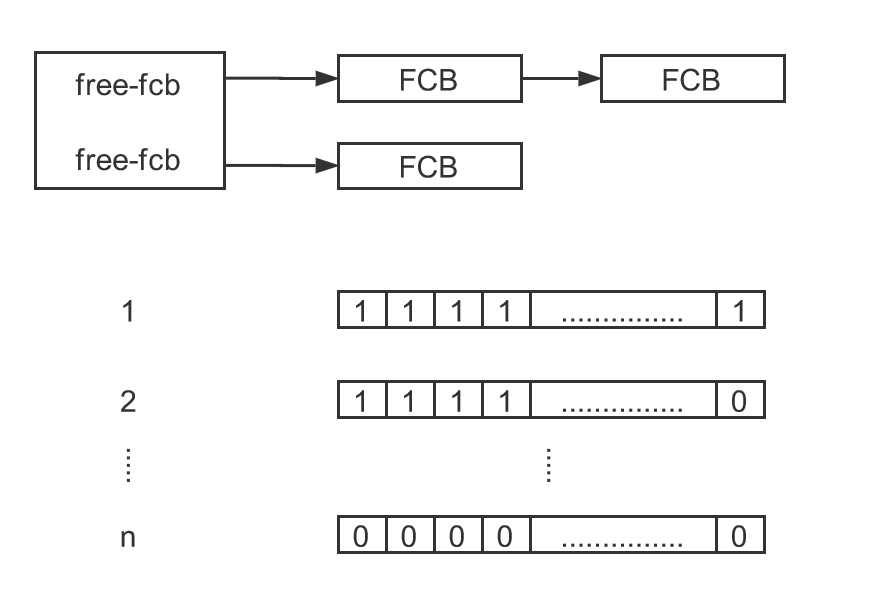 free-fcb FCB FCB
free-fcb FCB
1 1 1 1 1 ............... 1
2 1 1 1 1 ............... 0
...... ......
n 0 0 0 0 ............... 0